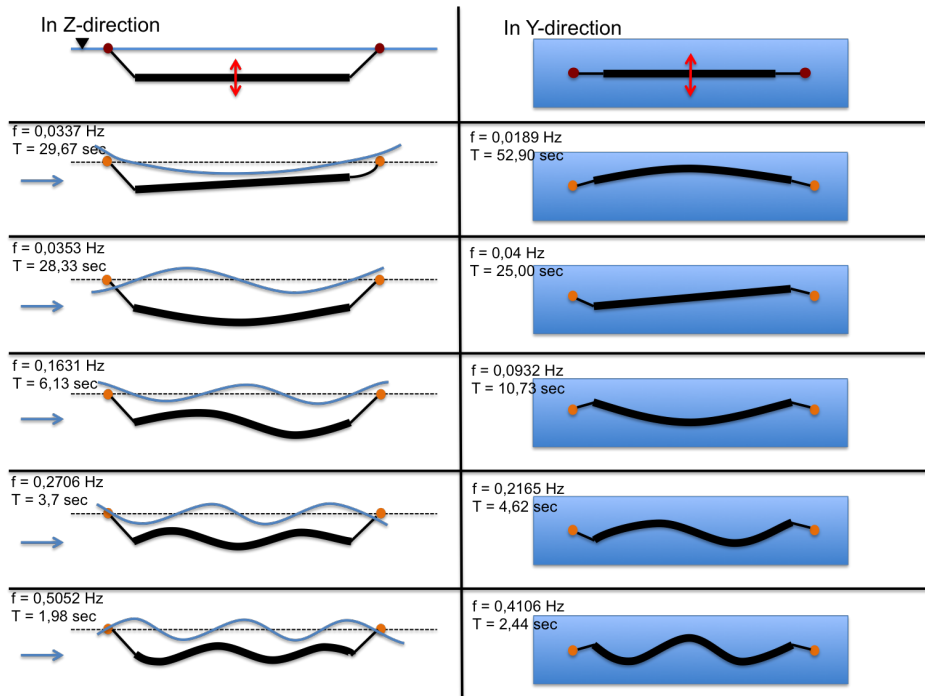 In Z-direction
In Y-direction
f = 0,0337 Hz
T = 29,67 sec
f = 0,0189 Hz
T = 52,90 sec
f = 0,0353 Hz
T = 28,33 sec
f = 0,04 Hz
T = 25,00 sec
f = 0,1631 Hz
T = 6,13 sec
f = 0,0932 Hz
T = 10,73 sec
f = 0,2706 Hz
T = 3,7 sec
f = 0,2165 Hz
T = 4,62 sec
f = 0,5052 Hz
T = 1,98 sec
f = 0,4106 Hz
T = 2,44 sec